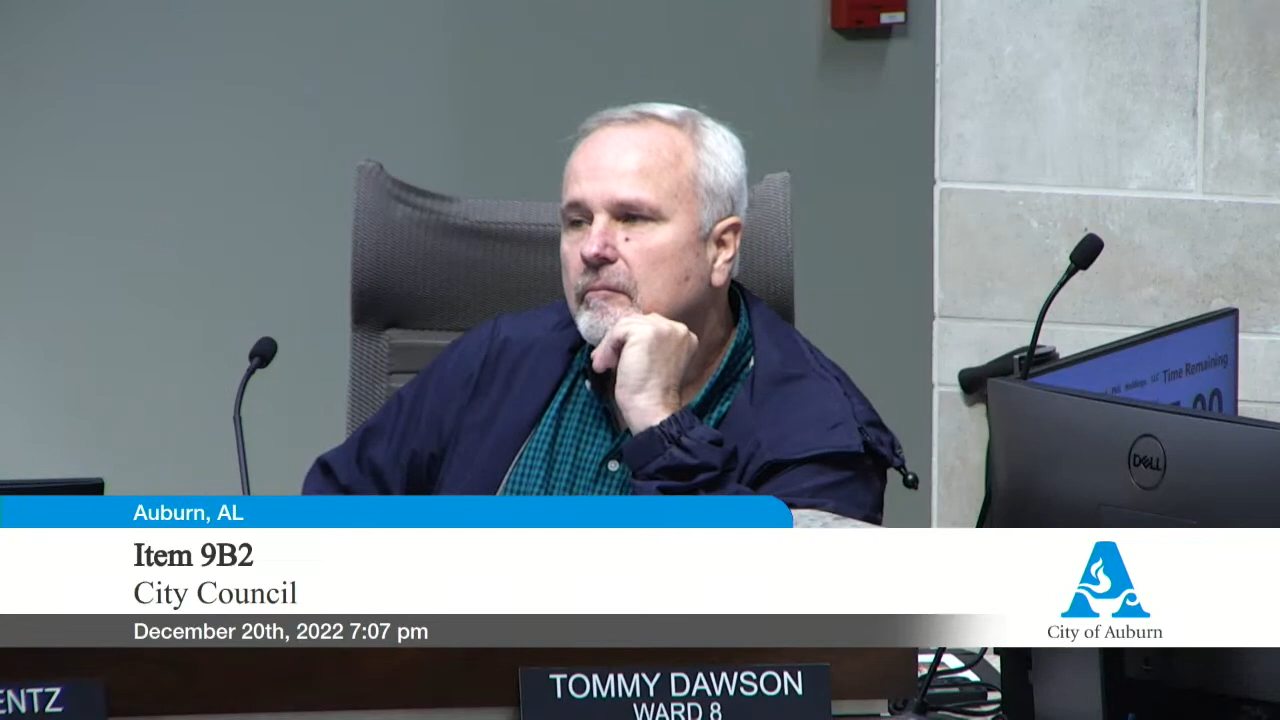 Time Remaining
DELL
Auburn, AL
Item 9B2
City Council
December 20th, 2022 7:07 pm
City of Auburn
ENTZ
TOMMY DAWSON
WARD 8